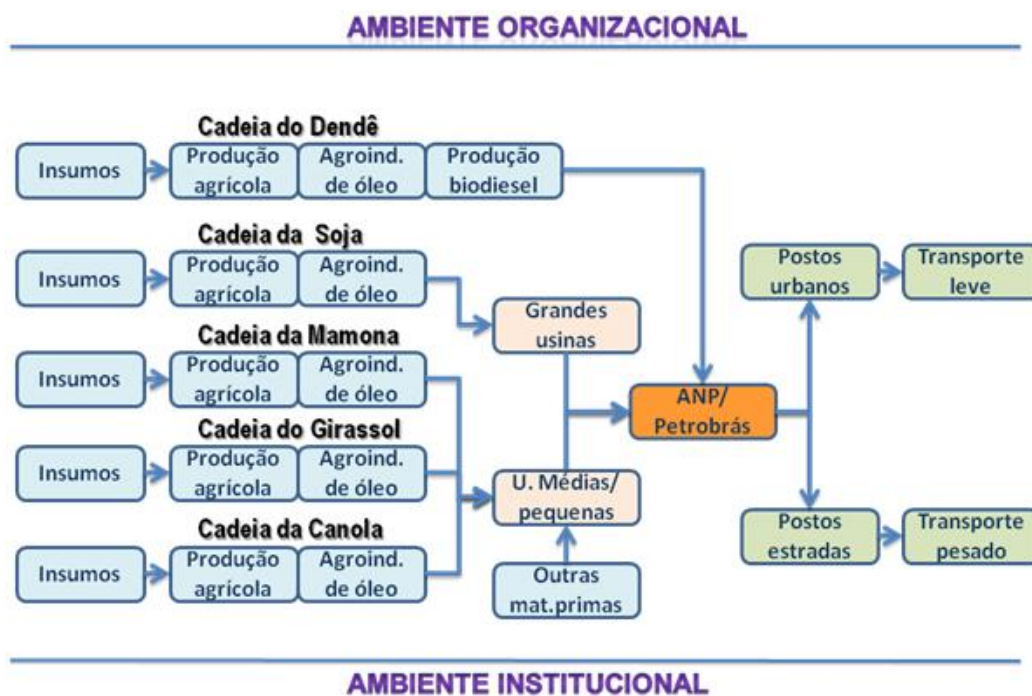 AMBIENTE ORGANIZACIONAL
Cadeia do Dendê
Insumos
Produção
agrícola
Agroind.
de óleo
Produção
biodiesel
Cadeia da Soja
Insumos
Produção
agrícola
Agroind.
de óleo
Grandes
usinas
Postos
urbanos
Transporte
leve
Cadeia da Mamona
Insumos
Produção
agrícola
Agroind.
de óleo
ANP/
Petrobrás
Cadeia do Girassol
Insumos
Produção
agrícola
Agroind.
de óleo
U. Médias/
pequenas
Postos
estradas
Transporte
pesado
Cadeia da Canola
Insumos
Produção
agrícola
Agroind.
de óleo
Outras
mat.primas
AMBIENTE INSTITUCIONAL